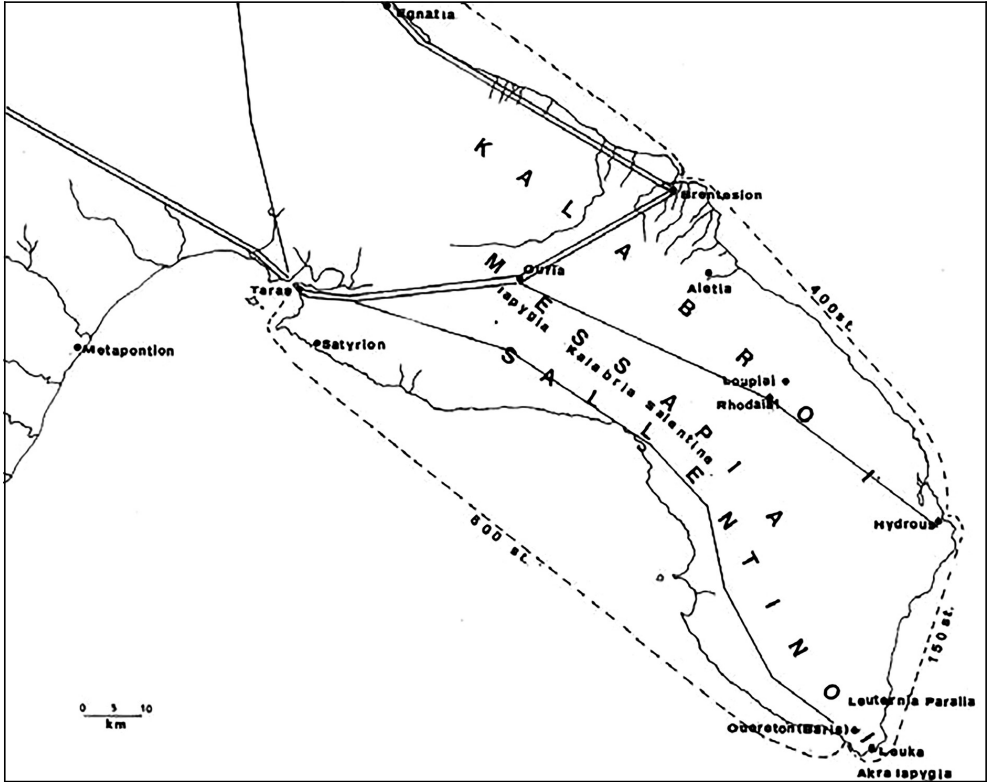 Egnatia
KALABROI
Brentesion
Ouria
Aletia
MESSAPIA
Iapygia
Taras
400 st.
Satyrion
Metapontion
Kalabria Salentina
SALLENTINOI
Loupiai
Rhodaiai
Hydrous
600 st.
150 st.
Leuternia Paralia
0 5 10
km
Ouereton (Baris)
Leuka
Akra Iapygia